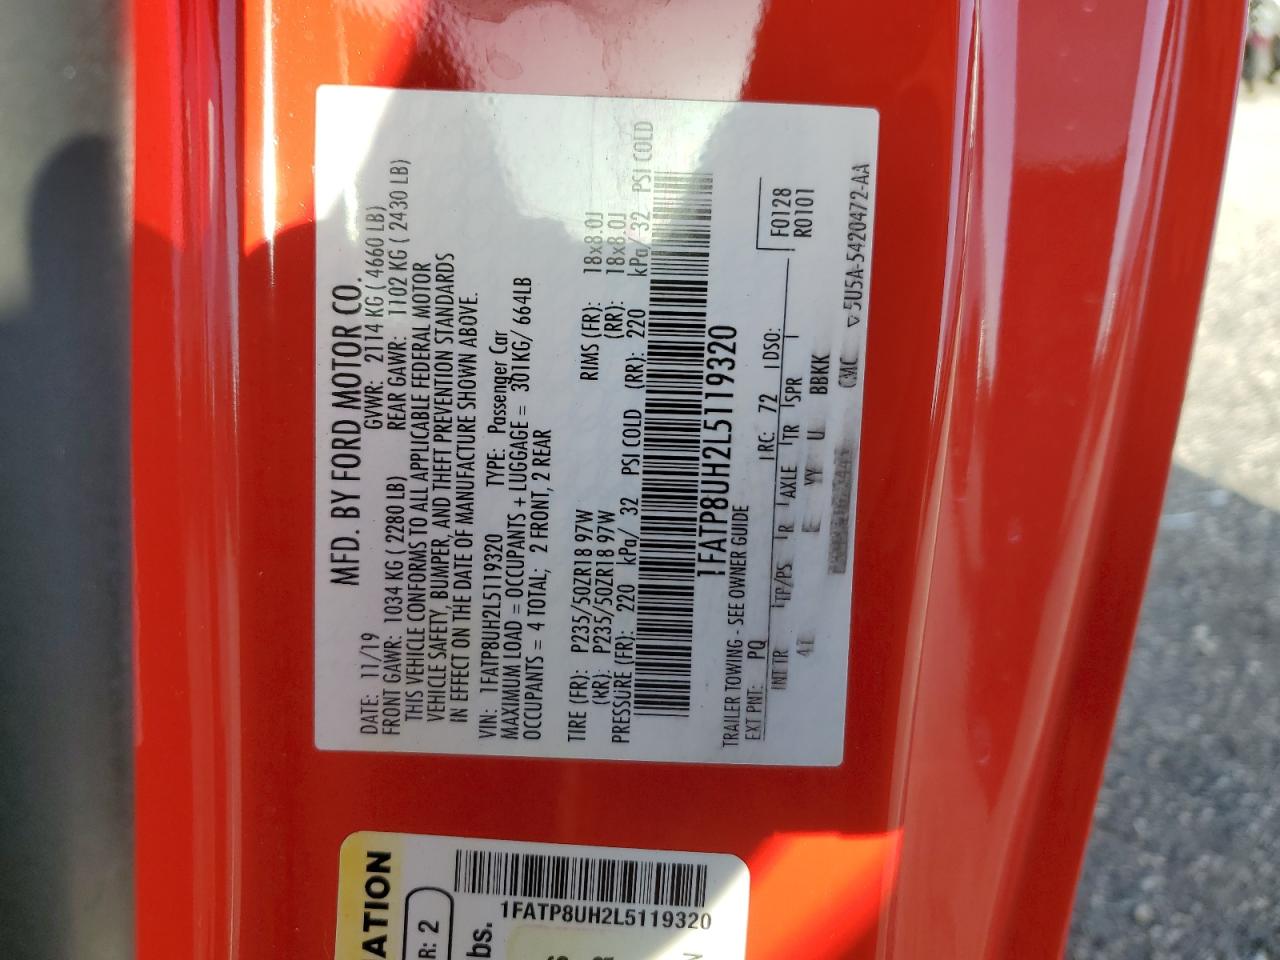 MFD. BY FORD MOTOR CO.
DATE: 11/19 GVWR: 2114 KG ( 4660 LB)
FRONT GAWR: 1034 KG ( 2280 LB) REAR GAWR: 1102 KG ( 2430 LB)
THIS VEHICLE CONFORMS TO ALL APPLICABLE FEDERAL MOTOR
VEHICLE SAFETY, BUMPER, AND THEFT PREVENTION STANDARDS
IN EFFECT ON THE DATE OF MANUFACTURE SHOWN ABOVE.
VIN: 1FATP8UH2L5119320 TYPE: Passenger Car
MAXIMUM LOAD = OCCUPANTS + LUGGAGE = 301KG/ 664LB
OCCUPANTS = 4 TOTAL; 2 FRONT, 2 REAR
TIRE (FR): P235/50ZR18 97W RIMS (FR): 18x8.0J
(RR): P235/50ZR18 97W (RR): 18x8.0J
PRESSURE (FR): 220 kPa/ 32 PSI COLD (RR): 220 kPa/ 32 PSI COLD
1FATP8UH2L5119320
TRAILER TOWING - SEE OWNER GUIDE
F0128
R0101
EXT PNT: PQ RC: 72 DSO:
INT TR TP/PS R AXLE TR SPR
4I E YY U BBKK
CMC ▽5U5A-5420472-AA
ATION
R: 2
bs.
1FATP8UH2L5119320